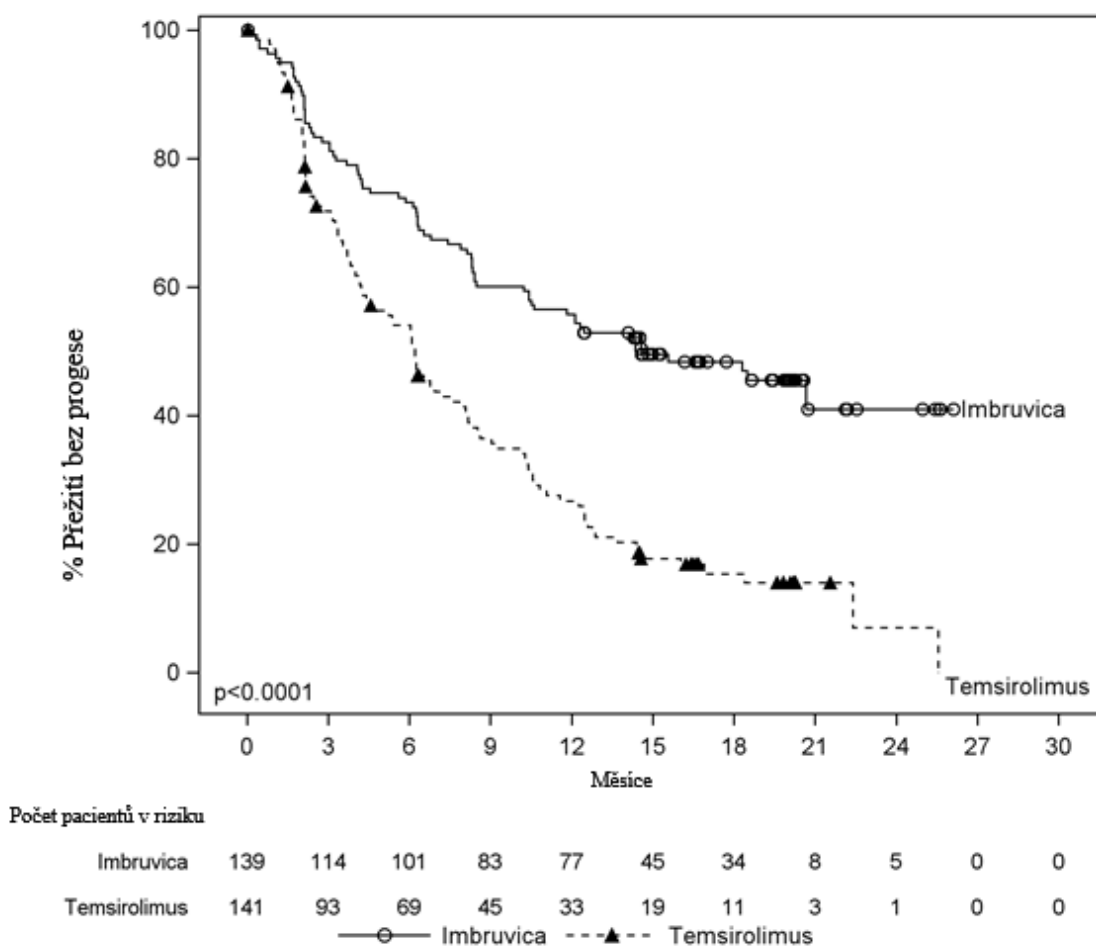 100
80
60
40
20
0
% Přežití bez progese
Imbruvica
Temsirolimus
p<0.0001
0 3 6 9 12 15 18 21 24 27 30
Měsíce
Počet pacientů v riziku
Imbruvica 139 114 101 83 77 45 34 8 5 0 0
Temsirolimus 141 93 69 45 33 19 11 3 1 0 0
Imbruvica Temsirolimus